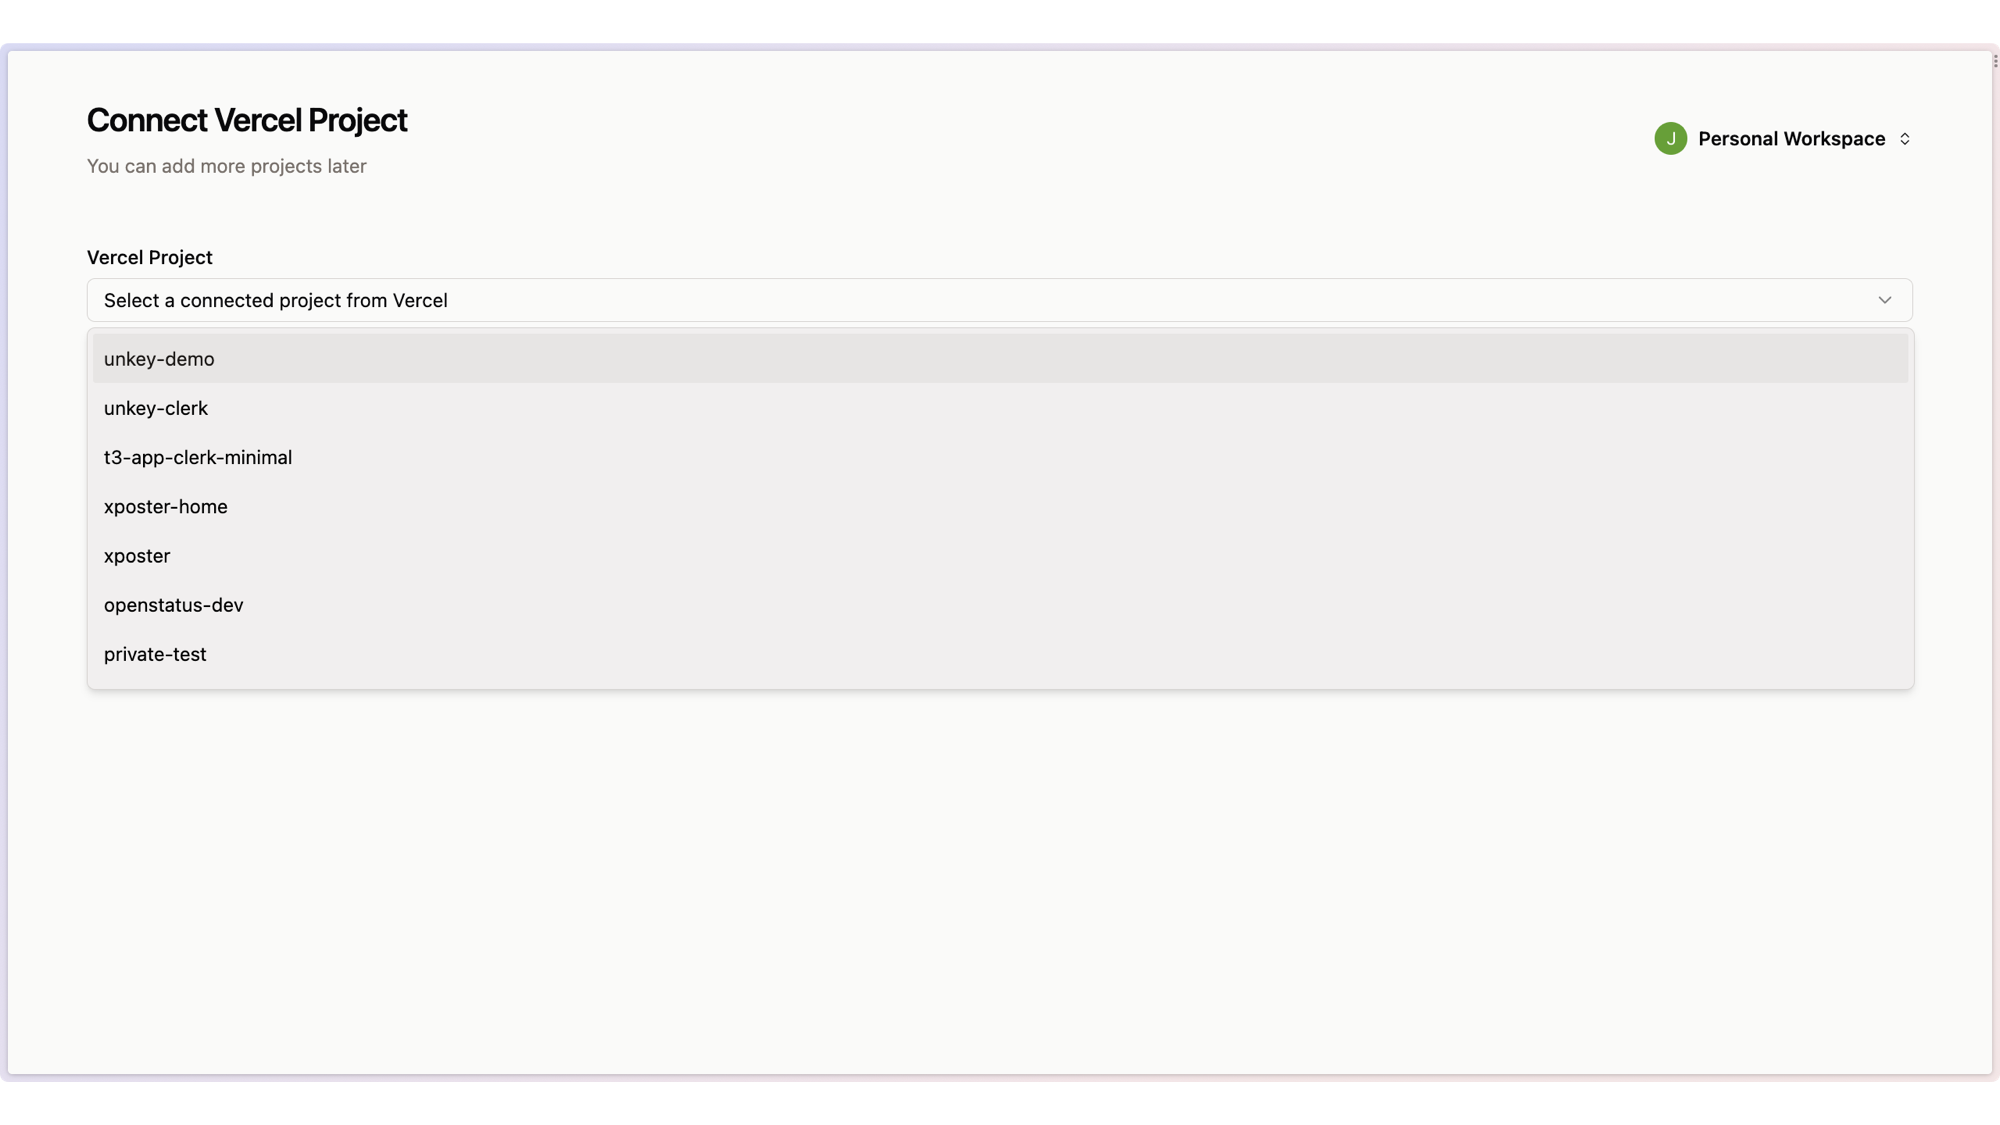 Connect Vercel Project
You can add more projects later
J Personal Workspace
Vercel Project
Select a connected project from Vercel
unkey-demo
unkey-clerk
t3-app-clerk-minimal
xposter-home
xposter
openstatus-dev
private-test